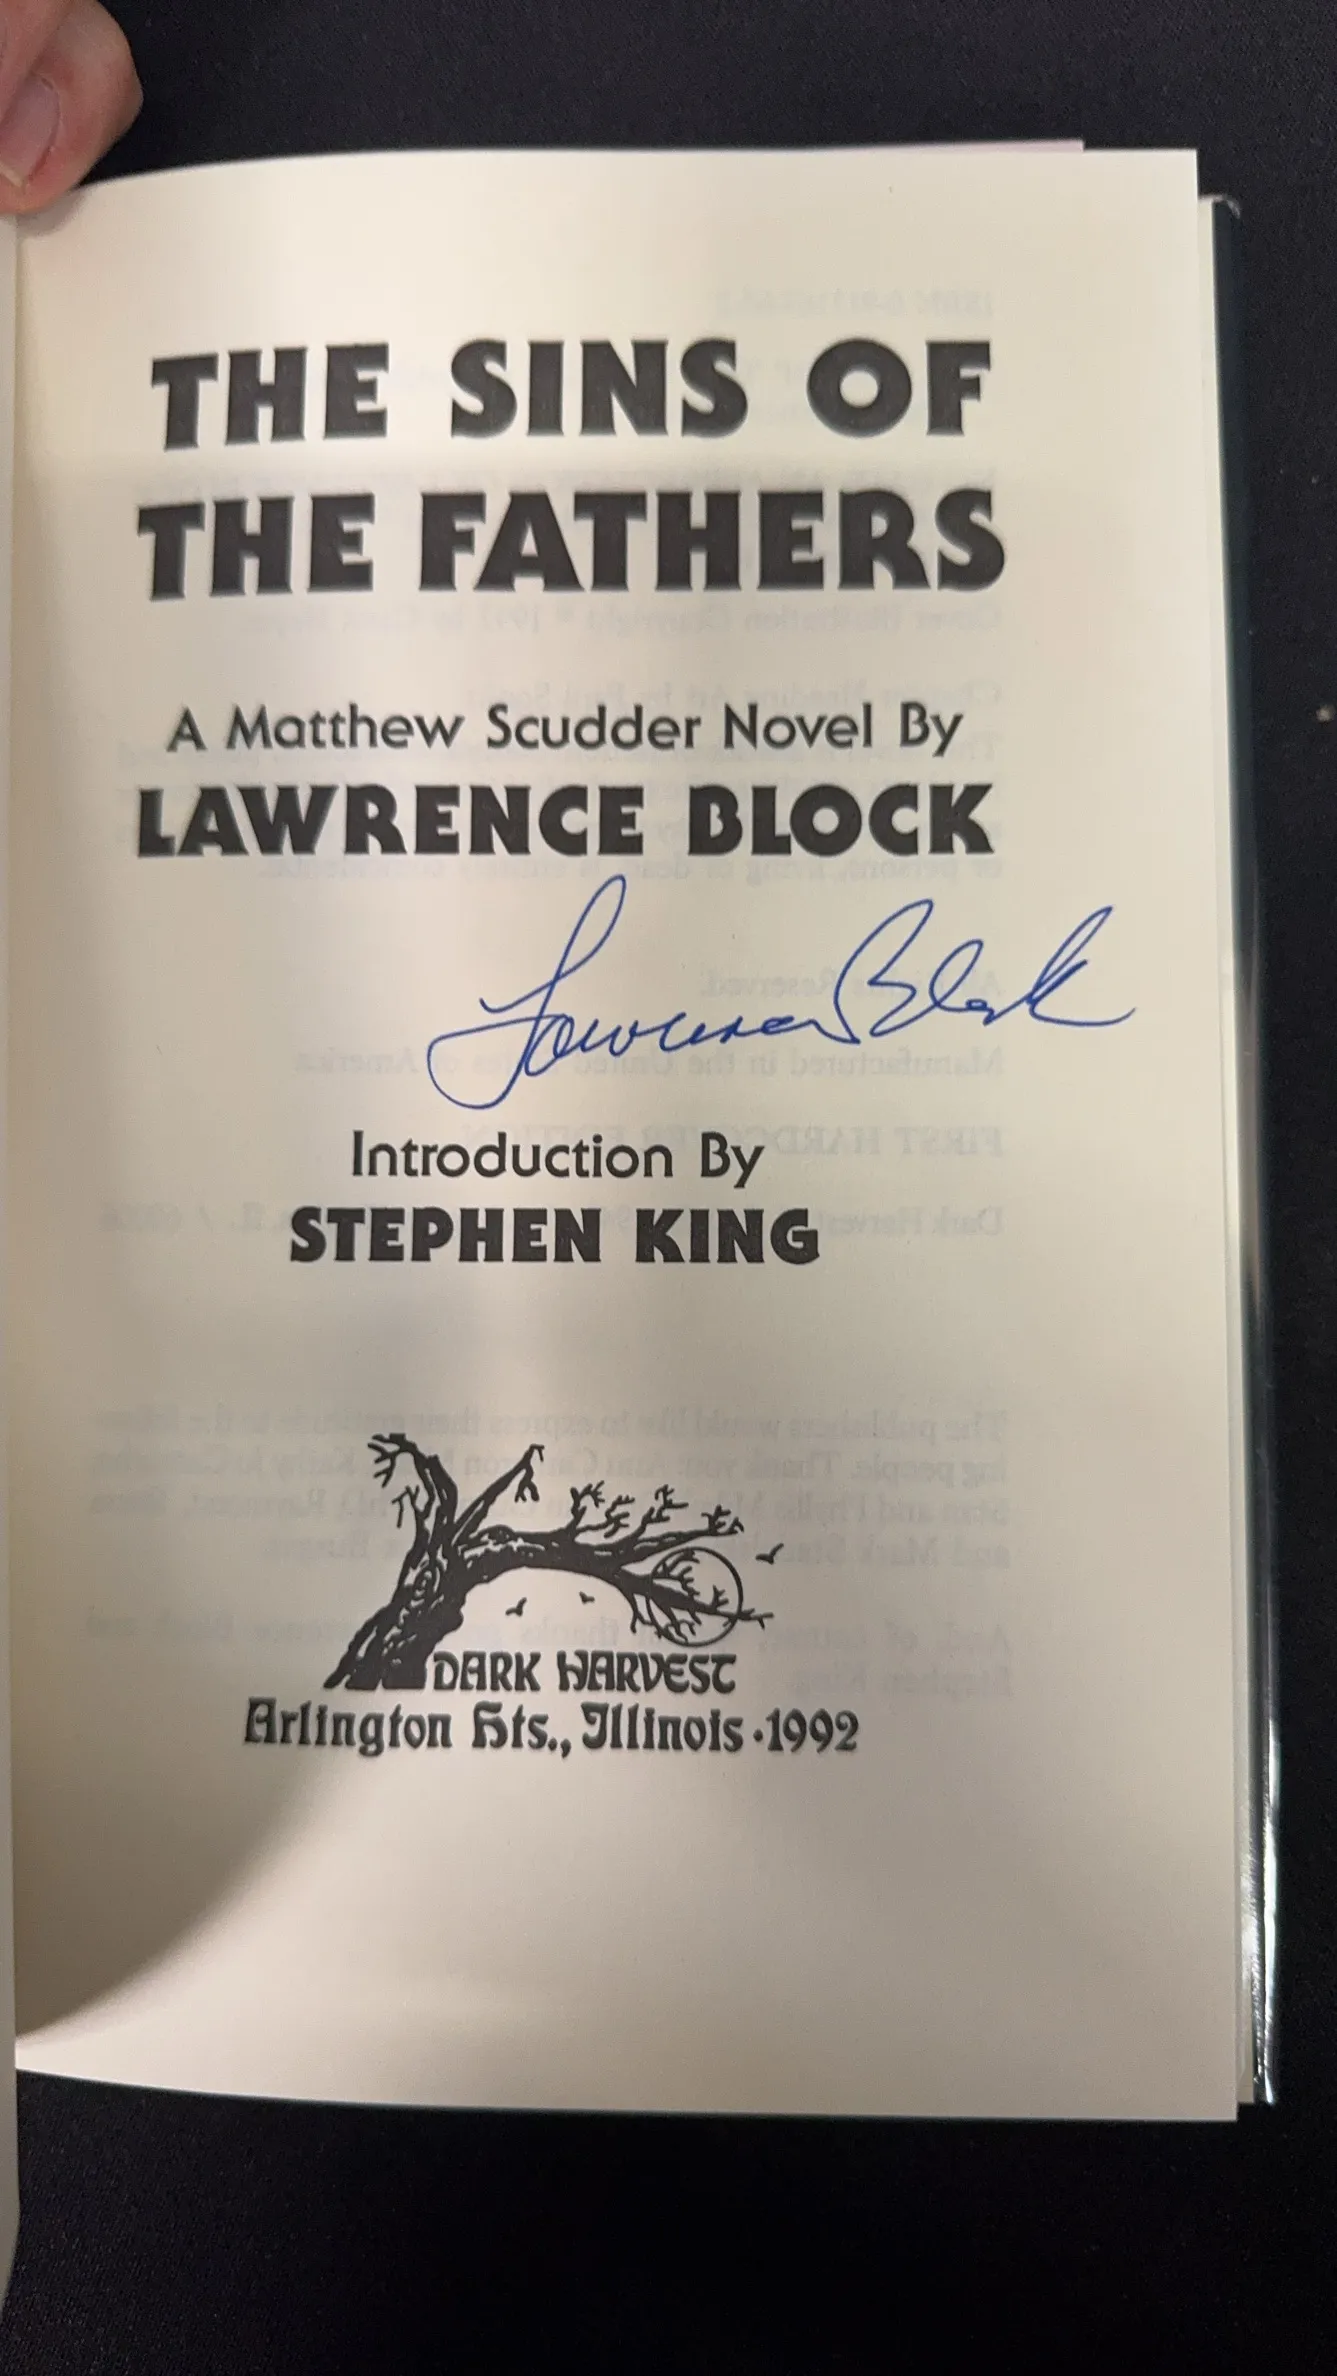 THE SINS OF
THE FATHERS
A Matthew Scudder Novel By
LAWRENCE BLOCK
Lawrence Block
Introduction By
STEPHEN KING
DARK HARVEST
Arlington Hts., Illinois · 1992